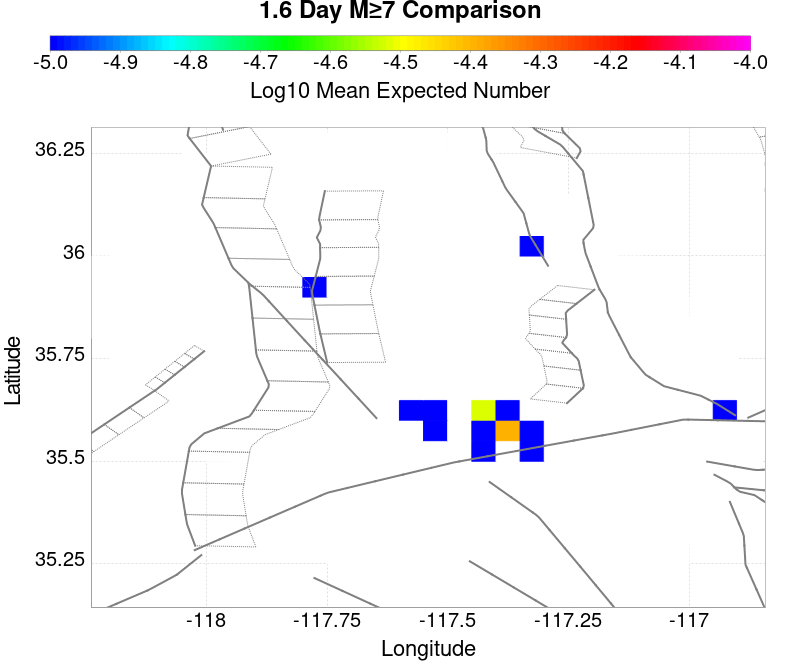 1.6 Day M≥7 Comparison
-5.0 -4.9 -4.8 -4.7 -4.6 -4.5 -4.4 -4.3 -4.2 -4.1 -4.0
Log10 Mean Expected Number
36.25
36
35.75
35.5
35.25
Latitude
-118 -117.75 -117.5 -117.25 -117
Longitude